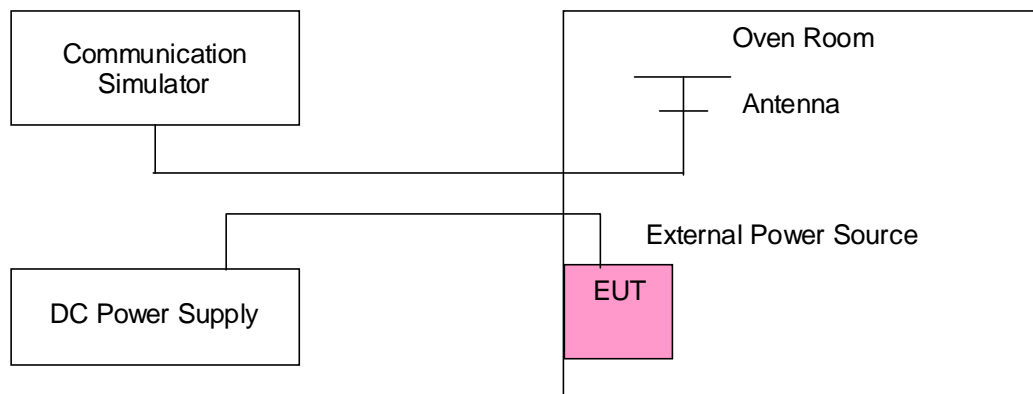 Communication
Simulator
Oven Room
Antenna
External Power Source
EUT
DC Power Supply